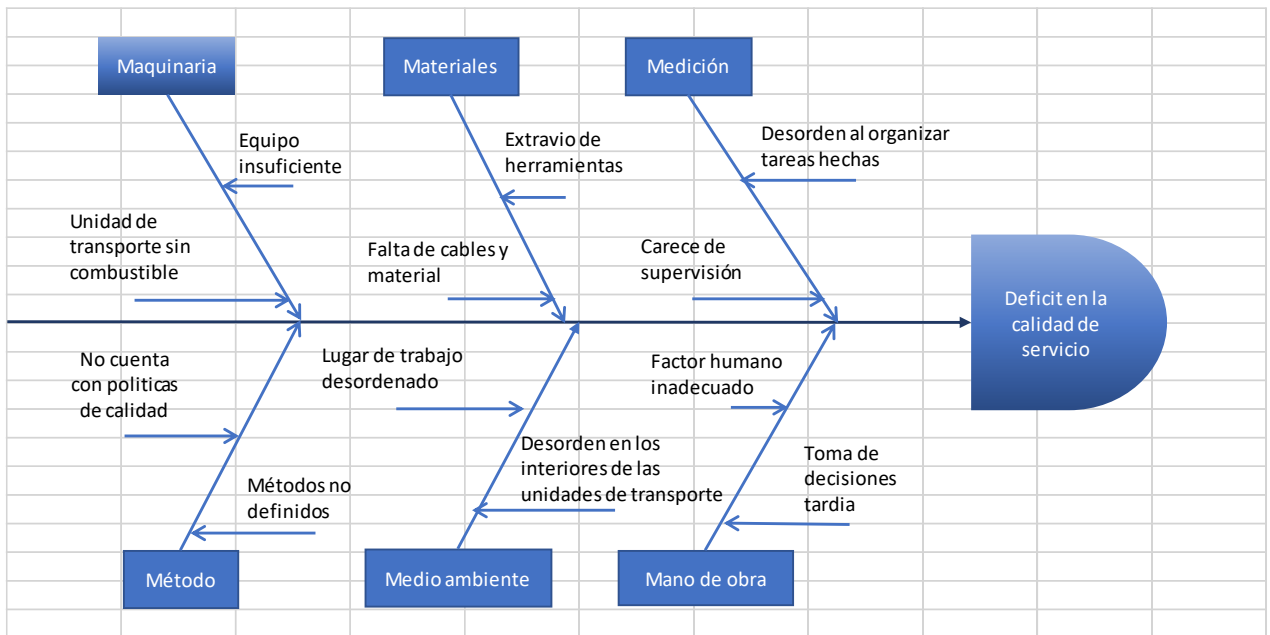 Maquinaria
Materiales
Medición
Equipo
insuficiente
Extravio de
herramientas
Desorden al organizar
tareas hechas
Unidad de
transporte sin
combustible
Falta de cables y
material
Carece de
supervisión
Deficit en la
calidad de
servicio
No cuenta
con politicas
de calidad
Lugar de trabajo
desordenado
Factor humano
inadecuado
Métodos no
definidos
Desorden en los
interiores de las
unidades de transporte
Toma de
decisiones
tardia
Método
Medio ambiente
Mano de obra